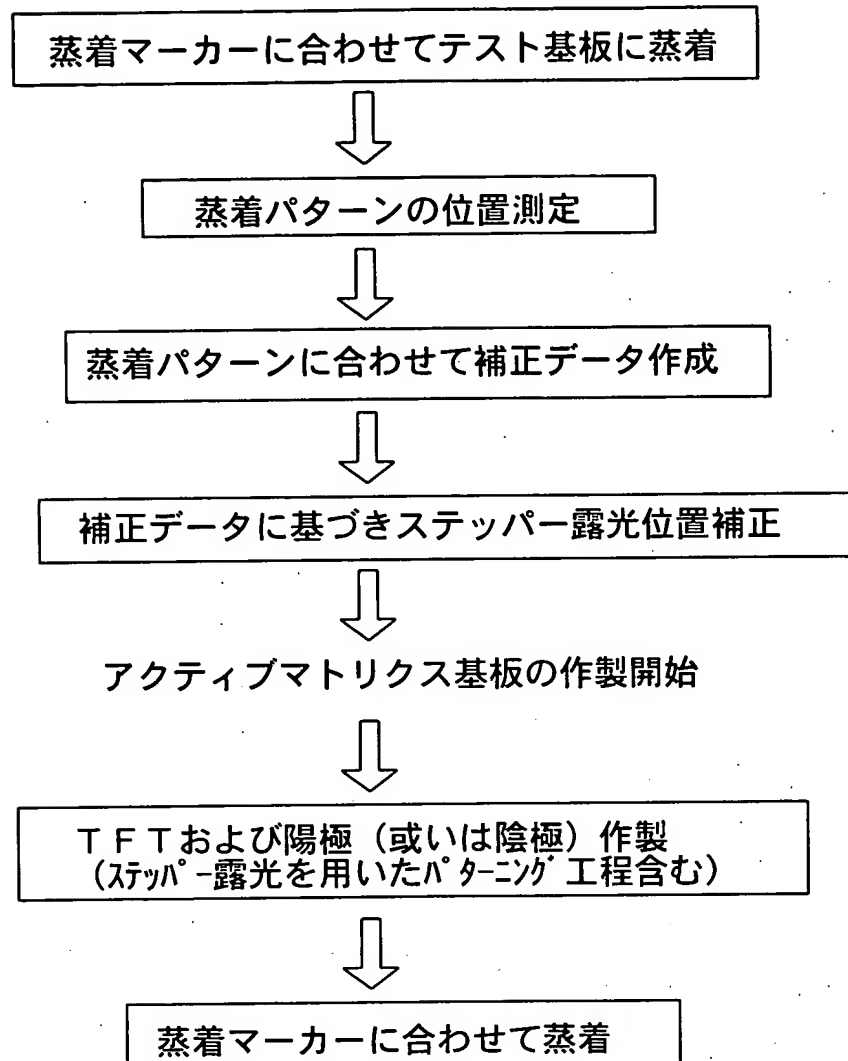 蒸着マーカーに合わせてテスト基板に蒸着
蒸着パターンの位置測定
蒸着パターンに合わせて補正データ作成
補正データに基づきステッパー露光位置補正
アクティブマトリクス基板の作製開始
ＴＦＴおよび陽極（或いは陰極）作製
（ｽﾃｯﾊﾟｰ露光を用いたﾊﾟﾀｰﾆﾝｸﾞ工程含む）
蒸着マーカーに合わせて蒸着